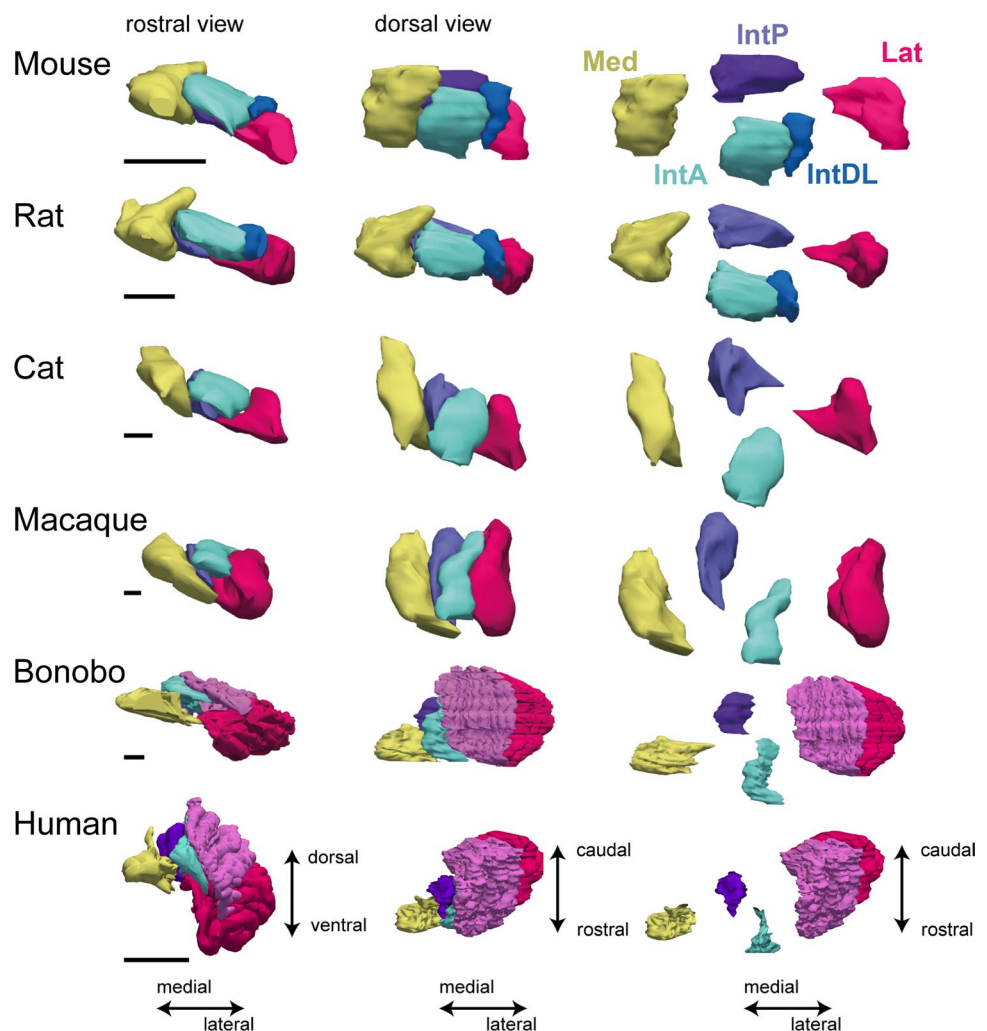 rostral view
dorsal view
Mouse
Med
IntP
Lat
IntA
IntDL
Rat
Cat
Macaque
Bonobo
Human
dorsal
ventral
caudal
rostral
caudal
rostral
medial
lateral
medial
lateral
medial
lateral